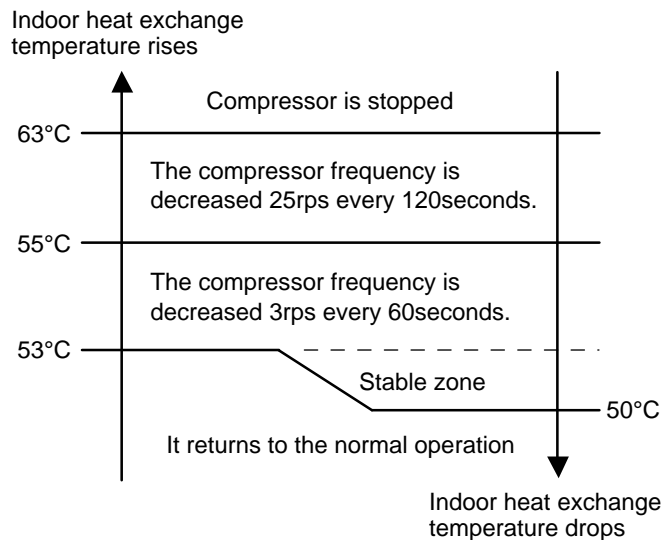 Indoor heat exchange
temperature rises
Compressor is stopped
63°C
The compressor frequency is
decreased 25rps every 120seconds.
55°C
The compressor frequency is
decreased 3rps every 60seconds.
53°C
Stable zone
50°C
It returns to the normal operation
Indoor heat exchange
temperature drops